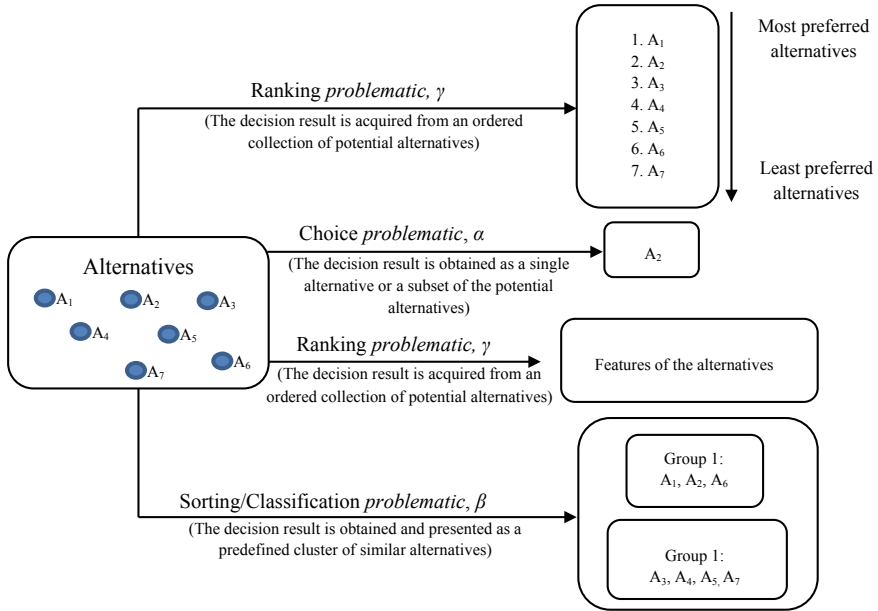 Ranking problematic, γ
(The decision result is acquired from an ordered
collection of potential alternatives)
1. A₁
2. A₂
3. A₃
4. A₄
5. A₅
6. A₆
7. A₇
Most preferred
alternatives
Least preferred
alternatives
Choice problematic, α
(The decision result is obtained as a single
alternative or a subset of the potential
alternatives)
A₂
Alternatives
A₁
A₂
A₃
A₄
A₅
A₆
A₇
Ranking problematic, γ
(The decision result is acquired from an
ordered collection of potential alternatives)
Features of the alternatives
Sorting/Classification problematic, β
(The decision result is obtained and presented as a
predefined cluster of similar alternatives)
Group 1:
A₁, A₂, A₆
Group 1:
A₃, A₄, A₅, A₇